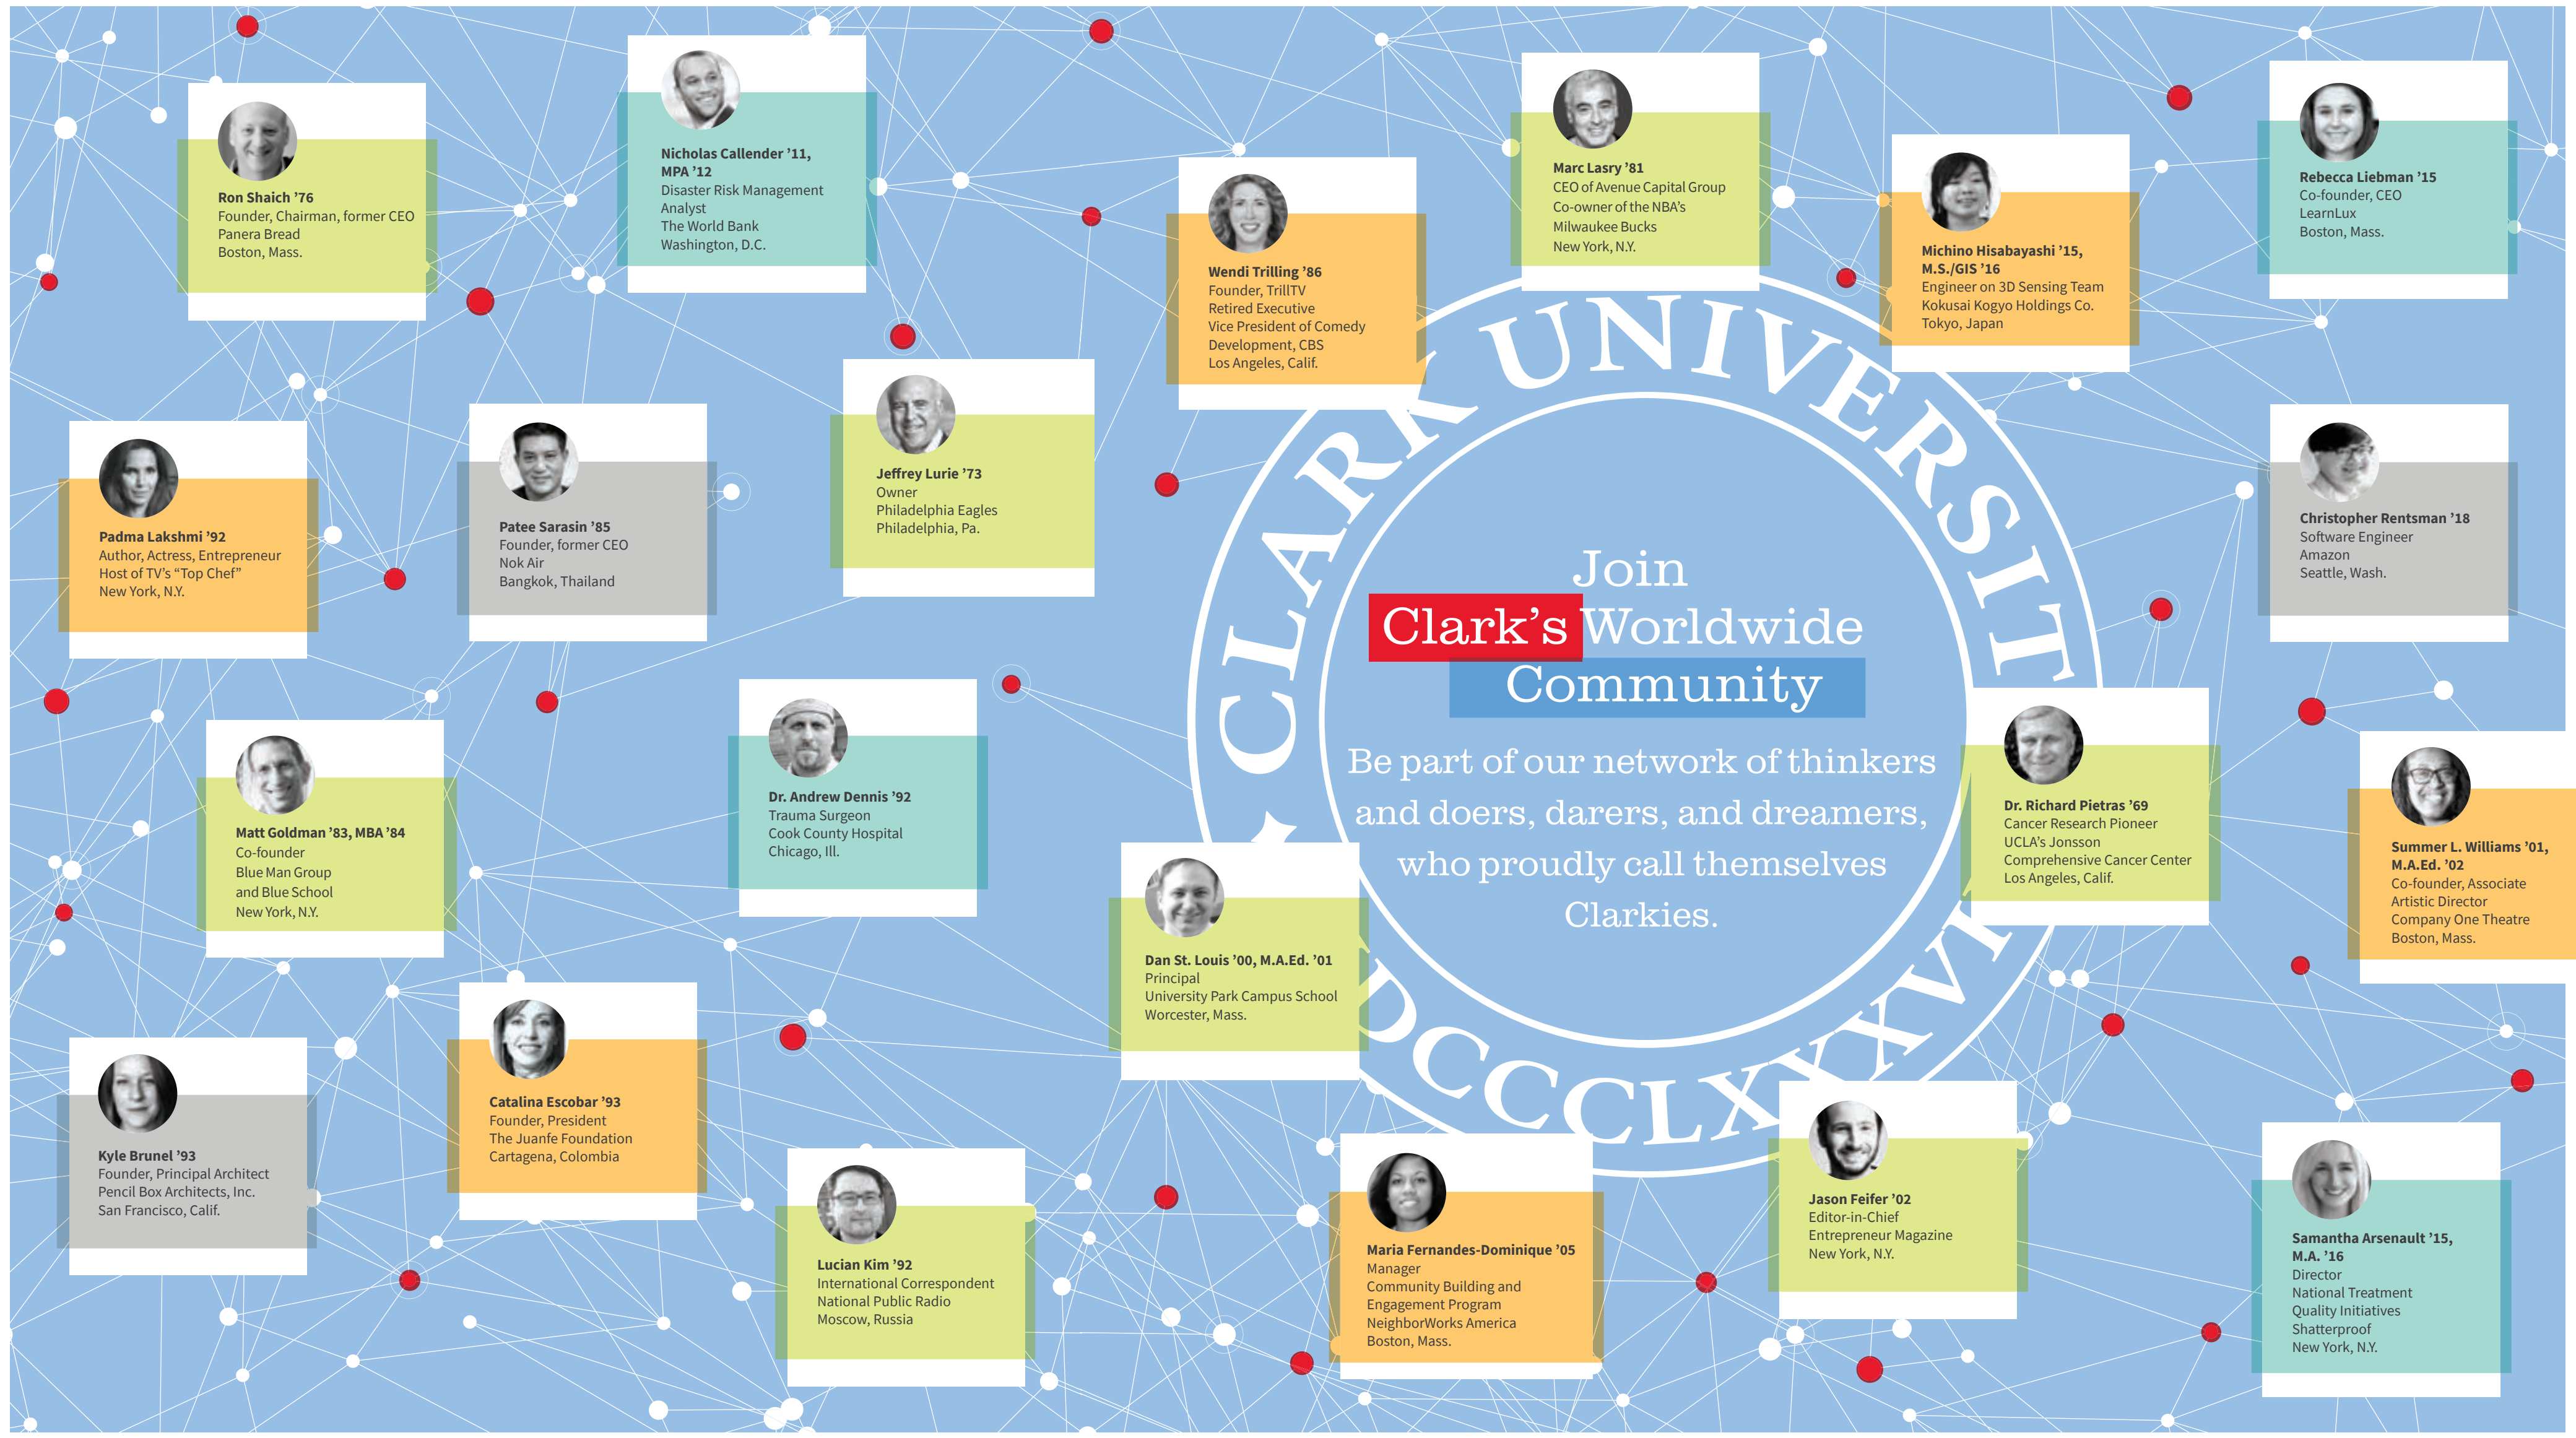 Ron Shaich ’76
Founder, Chairman, former CEO
Panera Bread
Boston, Mass.
Nicholas Callender ’11,
MPA ’12
Disaster Risk Management
Analyst
The World Bank
Washington, D.C.
Wendi Trilling ’86
Founder, TrillTV
Retired Executive
Vice President of Comedy
Development, CBS
Los Angeles, Calif.
Marc Lasry ’81
CEO of Avenue Capital Group
Co-owner of the NBA’s
Milwaukee Bucks
New York, N.Y.
Michino Hisabayashi ’15,
M.S./GIS ’16
Engineer on 3D Sensing Team
Kokusai Kogyo Holdings Co.
Tokyo, Japan
Rebecca Liebman ’15
Co-founder, CEO
LearnLux
Boston, Mass.
Padma Lakshmi ’92
Author, Actress, Entrepreneur
Host of TV’s “Top Chef”
New York, N.Y.
Patee Sarasin ’85
Founder, former CEO
Nok Air
Bangkok, Thailand
Jeffrey Lurie ’73
Owner
Philadelphia Eagles
Philadelphia, Pa.
Christopher Rentsman ’18
Software Engineer
Amazon
Seattle, Wash.
CLARK UNIVERSIT
Join
Clark’s Worldwide
Community
Be part of our network of thinkers
and doers, darers, and dreamers,
who proudly call themselves
Clarkies.
DCCCLXXXVI
Matt Goldman ’83, MBA ’84
Co-founder
Blue Man Group
and Blue School
New York, N.Y.
Dr. Andrew Dennis ’92
Trauma Surgeon
Cook County Hospital
Chicago, Ill.
Dan St. Louis ’00, M.A.Ed. ’01
Principal
University Park Campus School
Worcester, Mass.
Dr. Richard Pietras ’69
Cancer Research Pioneer
UCLA’s Jonsson
Comprehensive Cancer Center
Los Angeles, Calif.
Summer L. Williams ’01,
M.A.Ed. ’02
Co-founder, Associate
Artistic Director
Company One Theatre
Boston, Mass.
Kyle Brunel ’93
Founder, Principal Architect
Pencil Box Architects, Inc.
San Francisco, Calif.
Catalina Escobar ’93
Founder, President
The Juanfe Foundation
Cartagena, Colombia
Lucian Kim ’92
International Correspondent
National Public Radio
Moscow, Russia
Maria Fernandes-Dominique ’05
Manager
Community Building and
Engagement Program
NeighborWorks America
Boston, Mass.
Jason Feifer ’02
Editor-in-Chief
Entrepreneur Magazine
New York, N.Y.
Samantha Arsenault ’15,
M.A. ’16
Director
National Treatment
Quality Initiatives
Shatterproof
New York, N.Y.